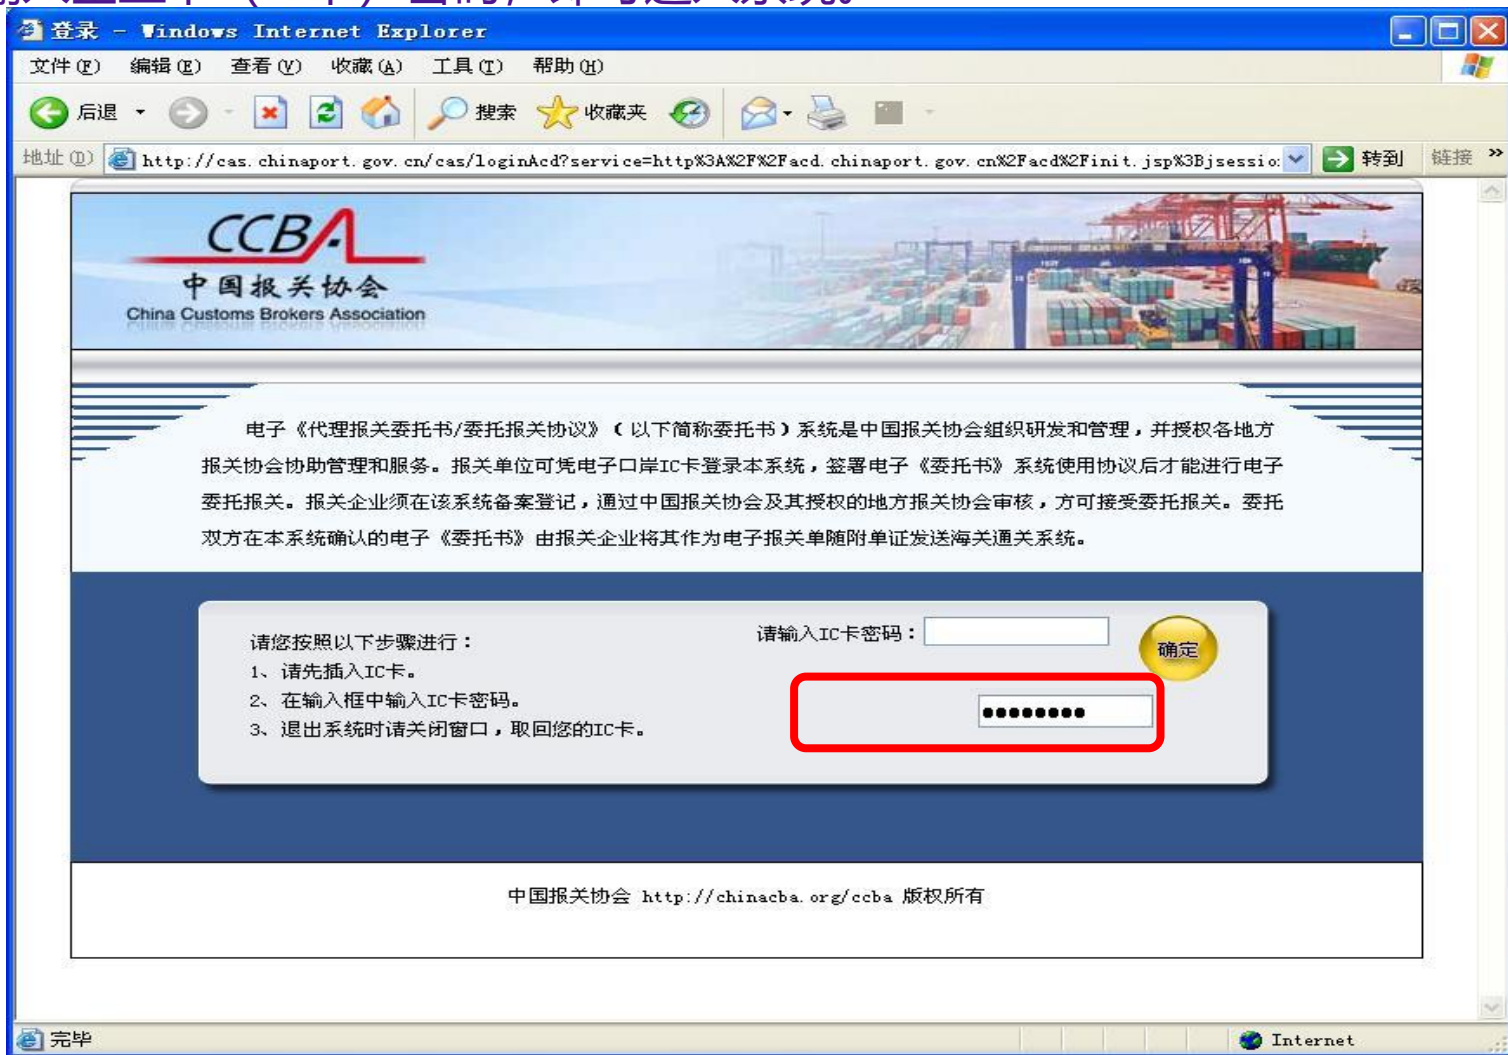 登录 - Windows Internet Explorer
文件(F) 编辑(E) 查看(V) 收藏(A) 工具(T) 帮助(H)
后退 搜索 收藏夹
地址(D) http://cas.chinaport.gov.cn/cas/loginAcd?service=http%3A%2F%2Facd.chinaport.gov.cn%2Facd%2Finit.jsp%3Bjsessio: 转到 链接 »
CCBA
中国报关协会
China Customs Brokers Association
电子《代理报关委托书/委托报关协议》(以下简称委托书)系统是中国报关协会组织研发和管理,并授权各地方
报关协会协助管理和服务。报关单位可凭电子口岸IC卡登录本系统,签署电子《委托书》系统使用协议后才能进行电子
委托报关。报关企业须在该系统备案登记,通过中国报关协会及其授权的地方报关协会审核,方可接受委托报关。委托
双方在本系统确认的电子《委托书》由报关企业将其作为电子报关单随附单证发送海关通关系统。
请您按照以下步骤进行:
1、请先插入IC卡。
2、在输入框中输入IC卡密码。
3、退出系统时请关闭窗口,取回您的IC卡。
请输入IC卡密码:
确定
●●●●●●●●
中国报关协会 http://chinacba.org/ccba 版权所有
完毕
Internet